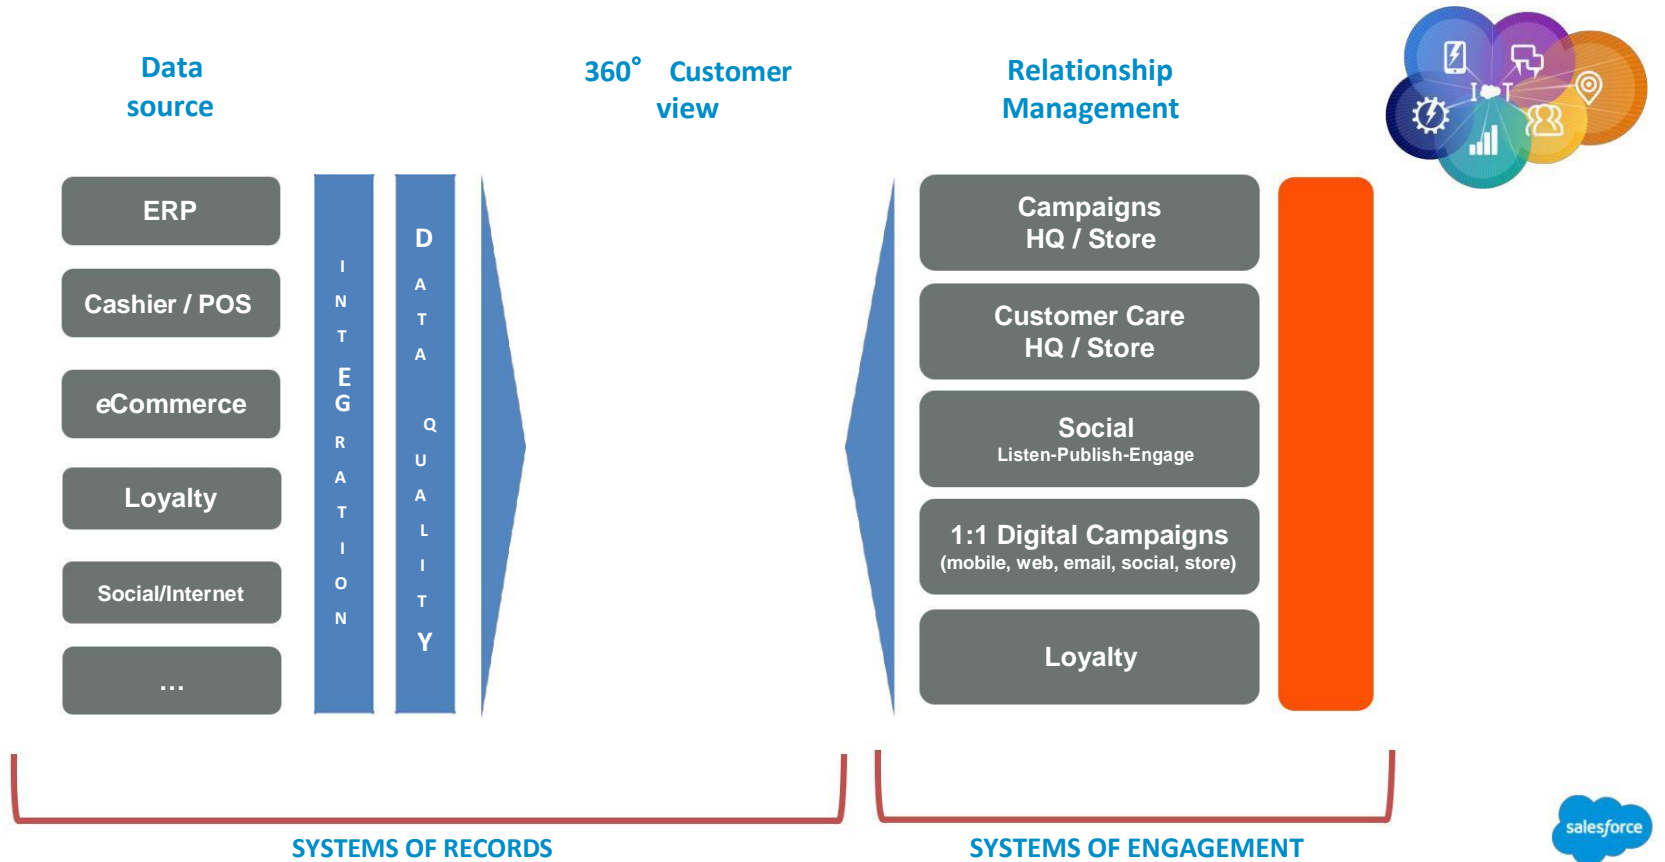 Data
source
360° Customer
view
Relationship
Management
I T
ERP
Cashier / POS
eCommerce
Loyalty
Social/Internet
...
INTEGRATION
DATA QUALITY
Campaigns
HQ / Store
Customer Care
HQ / Store
Social
Listen-Publish-Engage
1:1 Digital Campaigns
(mobile, web, email, social, store)
Loyalty
SYSTEMS OF RECORDS
SYSTEMS OF ENGAGEMENT
salesforce